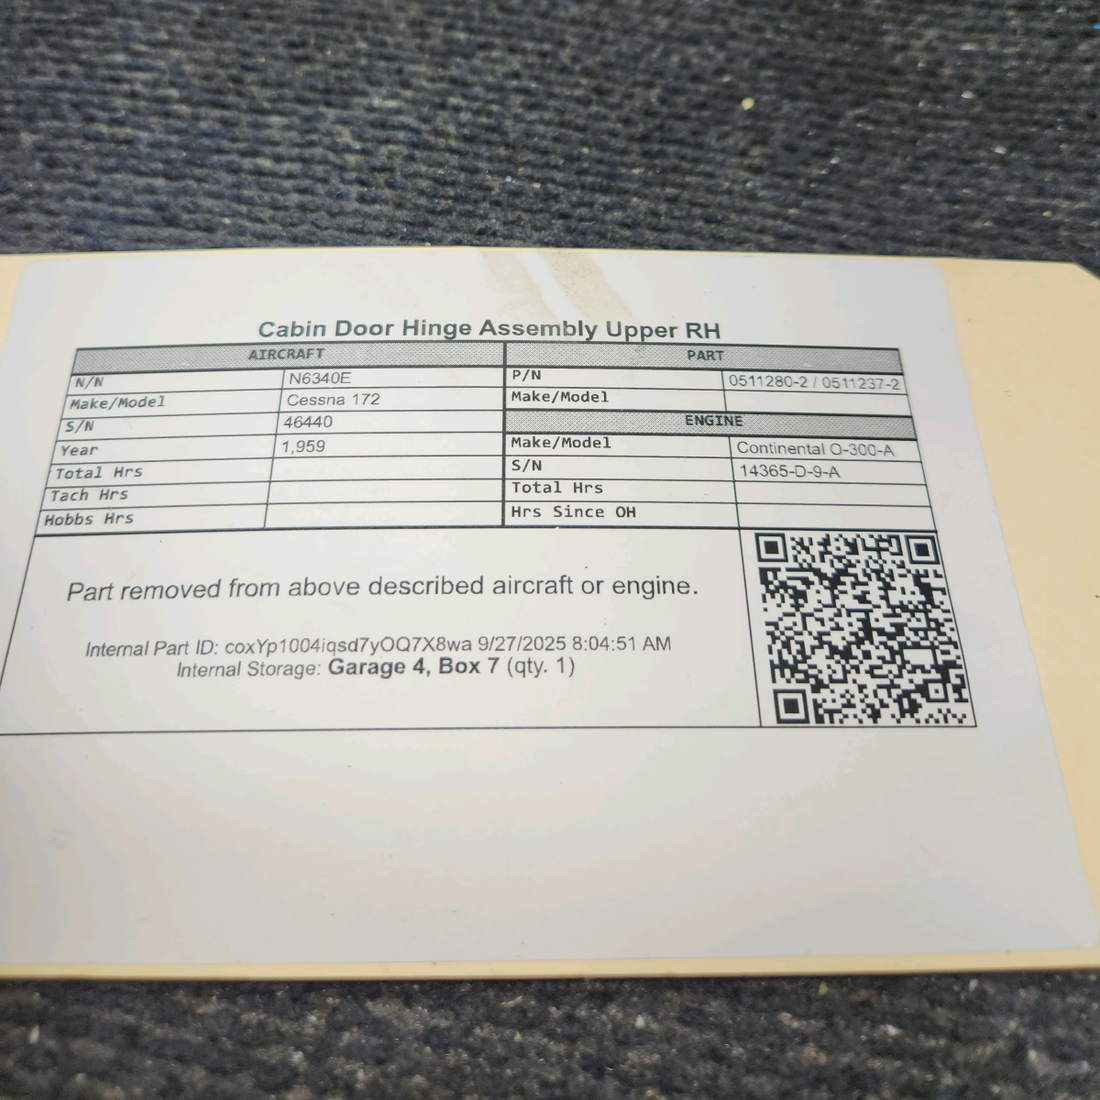 Cabin Door Hinge Assembly Upper RH
AIRCRAFT
N/N N6340E
Make/Model Cessna 172
S/N 46440
Year 1,959
Total Hrs
Tach Hrs
Hobbs Hrs
PART
P/N 0511280-2 / 0511237-2
Make/Model
ENGINE
Make/Model Continental O-300-A
S/N 14365-D-9-A
Total Hrs
Hrs Since OH
Part removed from above described aircraft or engine.
Internal Part ID: coxYp1004iqsd7yOQ7X8wa 9/27/2025 8:04:51 AM
Internal Storage: Garage 4, Box 7 (qty. 1)